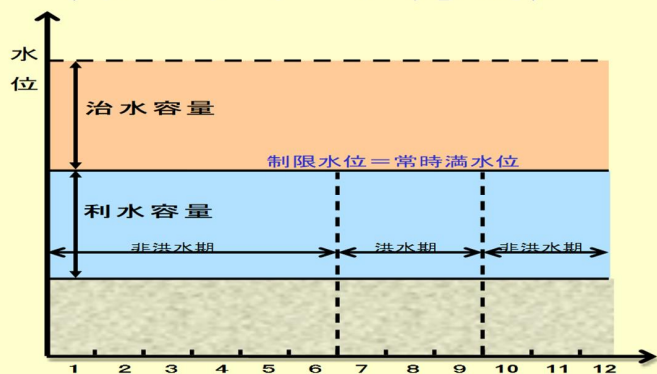 水
位
治水容量
制限水位＝常時満水位
利水容量
非洪水期 洪水期 非洪水期
1 2 3 4 5 6 7 8 9 10 11 12